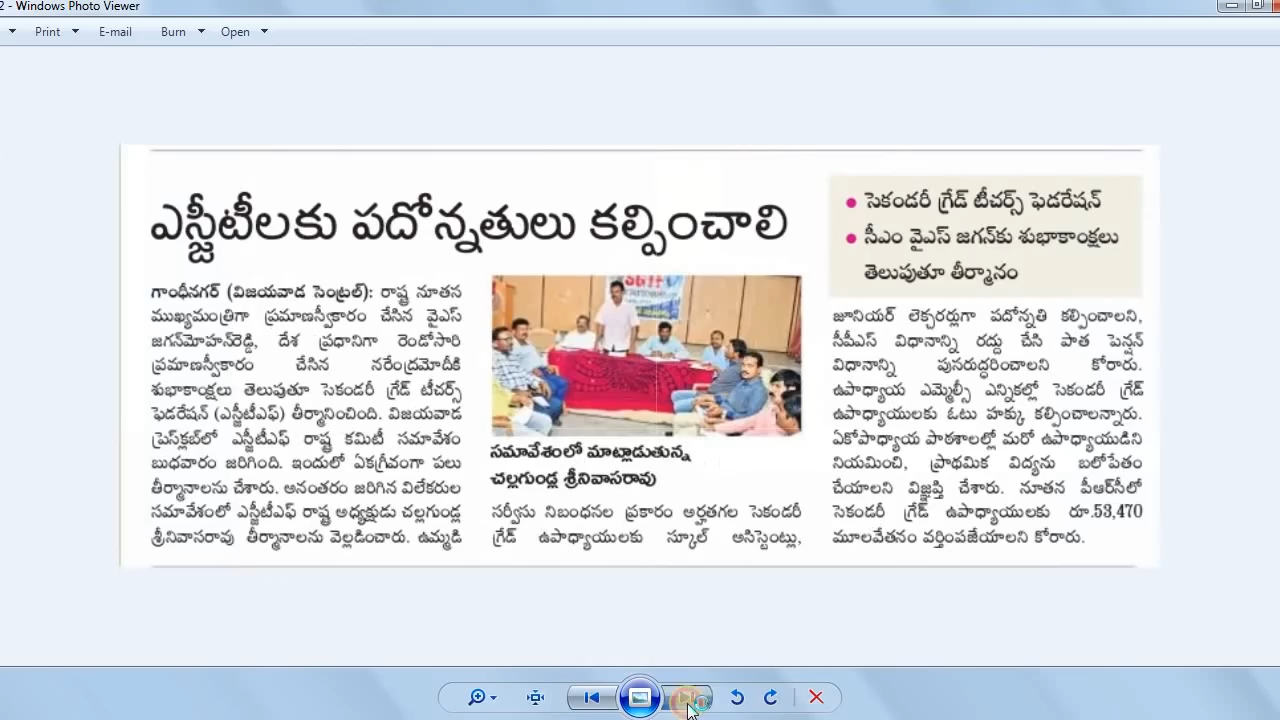 2 - Windows Photo Viewer
Print E-mail Burn Open
ఎస్జీటీలకు పదోన్నతులు కల్పించాలి
గాంధీనగర్ (విజయవాడ సెంట్రల్): రాష్ట్ర నూతన
ముఖ్యమంత్రిగా ప్రమాణస్వీకారం చేసిన వైఎస్
జగన్‌మోహన్‌రెడ్డి, దేశ ప్రధానిగా రెండోసారి
ప్రమాణస్వీకారం చేసిన నరేంద్రమోదీకి
శుభాకాంక్షలు తెలుపుతూ సెకండరీ గ్రేడ్ టీచర్స్
ఫెడరేషన్ (ఎస్జీటీఎఫ్) తీర్మానించింది. విజయవాడ
ప్రెస్‌క్లబ్‌లో ఎస్జీటీఎఫ్ రాష్ట్ర కమిటీ సమావేశం
బుధవారం జరిగింది. ఇందులో ఏకగ్రీవంగా పలు
తీర్మానాలను చేశారు. అనంతరం జరిగిన విలేకరుల
సమావేశంలో ఎస్జీటీఎఫ్ రాష్ట్ర అధ్యక్షుడు చల్లగుండ్ల
శ్రీనివాసరావు తీర్మానాలను వెల్లడించారు. ఉమ్మడి
SGTF
సమావేశంలో మాట్లాడుతున్న
చల్లగుండ్ల శ్రీనివాసరావు
సర్వీసు నిబంధనల ప్రకారం అర్హతగల సెకండరీ
గ్రేడ్ ఉపాధ్యాయులకు స్కూల్ అసిస్టెంట్లు,
● సెకండరీ గ్రేడ్ టీచర్స్ ఫెడరేషన్
● సీఎం వైఎస్ జగన్‌కు శుభాకాంక్షలు
తెలుపుతూ తీర్మానం
జూనియర్ లెక్చరర్లుగా పదోన్నతి కల్పించాలని,
సీపీఎస్ విధానాన్ని రద్దు చేసి పాత పెన్షన్
విధానాన్ని పునరుద్ధరించాలని కోరారు.
ఉపాధ్యాయ ఎమ్మెల్సీ ఎన్నికల్లో సెకండరీ గ్రేడ్
ఉపాధ్యాయులకు ఓటు హక్కు కల్పించాలన్నారు.
ఏకోపాధ్యాయ పాఠశాలల్లో మరో ఉపాధ్యాయుడిని
నియమించి, ప్రాథమిక విద్యను బలోపేతం
చేయాలని విజ్ఞప్తి చేశారు. నూతన పీఆర్‌సీలో
సెకండరీ గ్రేడ్ ఉపాధ్యాయులకు రూ.53,470
మూలవేతనం వర్తింపజేయాలని కోరారు.